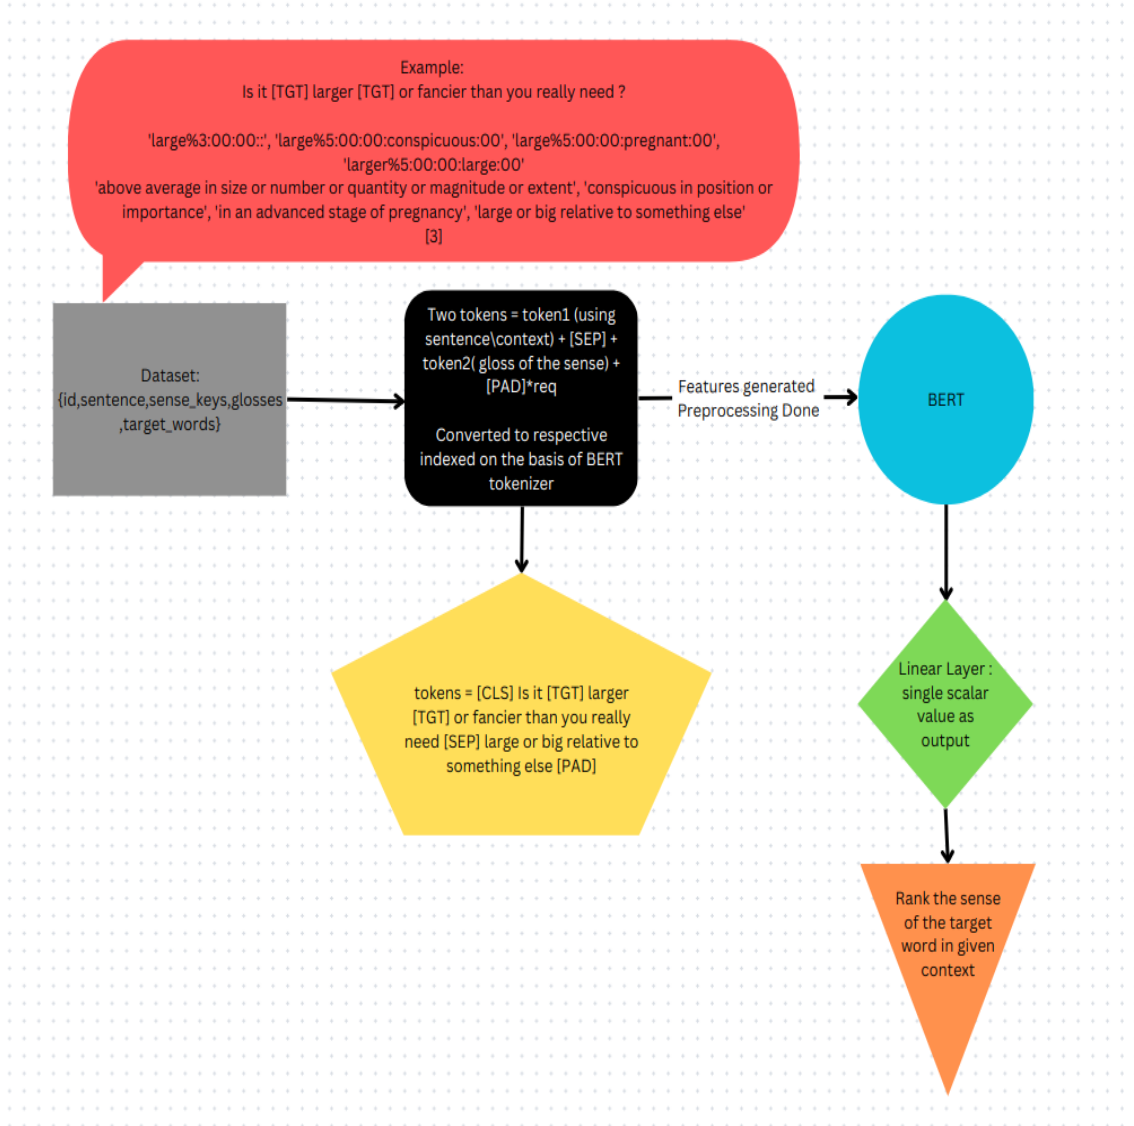 Example:
Is it [TGT] larger [TGT] or fancier than you really need ?
'large%3:00:00::', 'large%5:00:00:conspicuous:00', 'large%5:00:00:pregnant:00',
'larger%5:00:00:large:00'
'above average in size or number or quantity or magnitude or extent', 'conspicuous in position or
importance', 'in an advanced stage of pregnancy', 'large or big relative to something else'
[3]
Dataset:
{id,sentence,sense_keys,glosses
,target_words}
Two tokens = token1 (using
sentence\context) + [SEP] +
token2( gloss of the sense) +
[PAD]*req
Converted to respective
indexed on the basis of BERT
tokenizer
Features generated
Preprocessing Done
BERT
tokens = [CLS] Is it [TGT] larger
[TGT] or fancier than you really
need [SEP] large or big relative to
something else [PAD]
Linear Layer :
single scalar
value as
output
Rank the sense
of the target
word in given
context